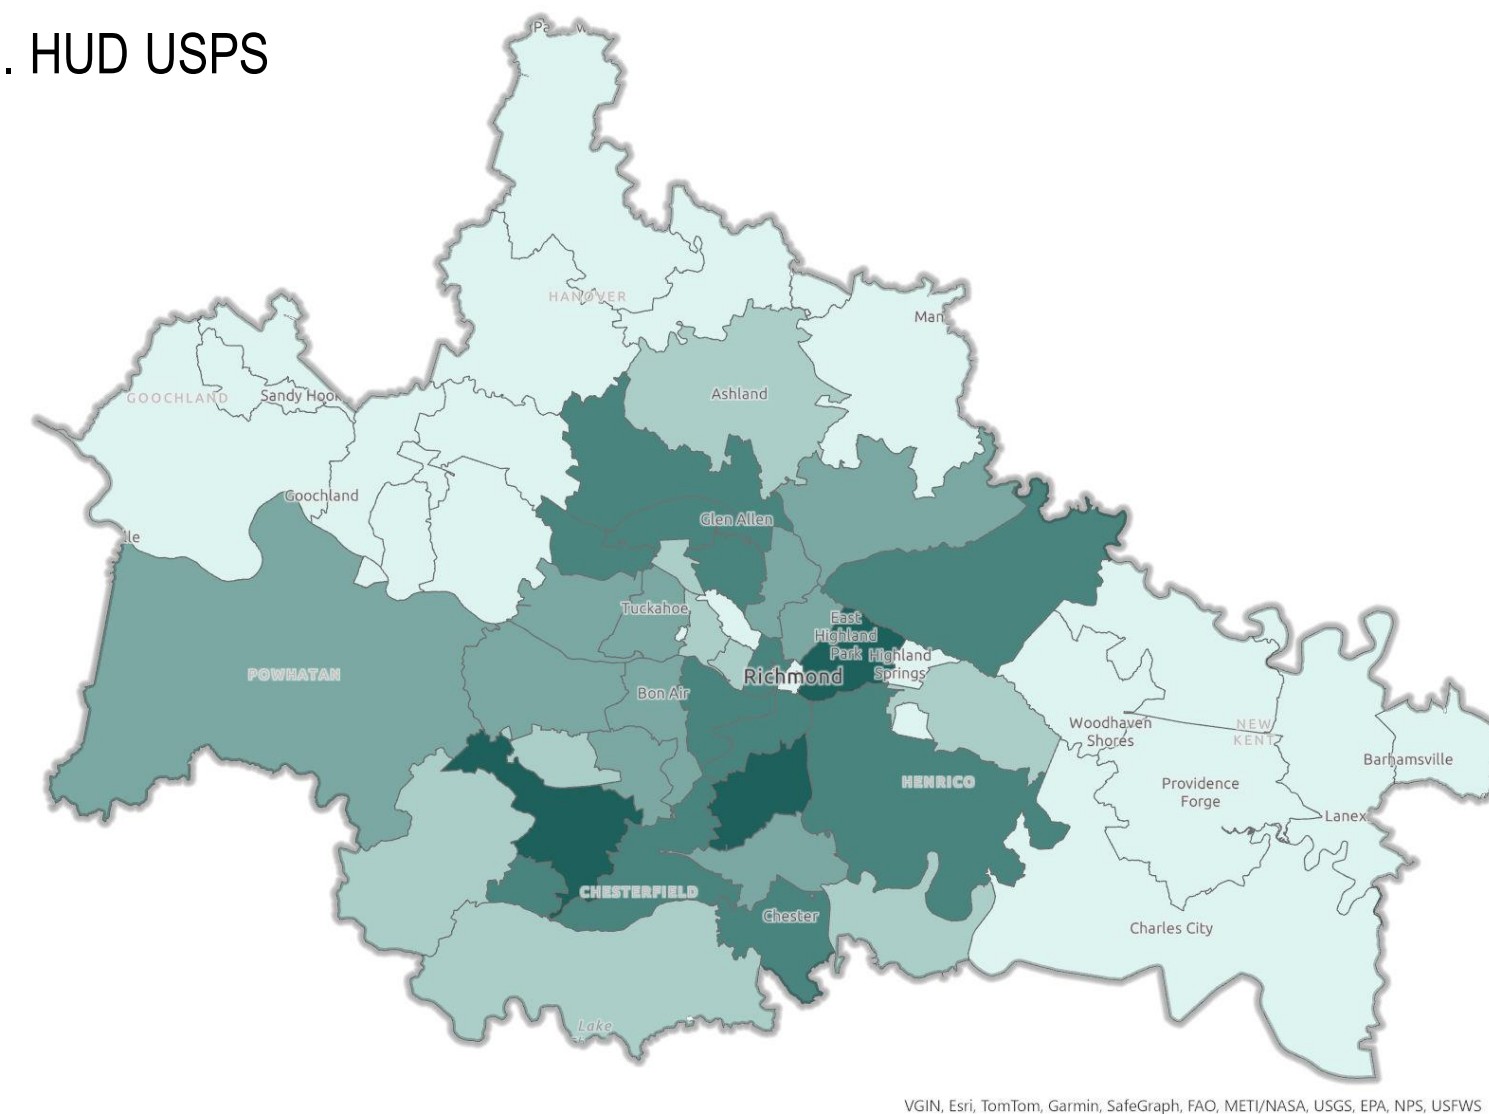 . HUD USPS
HANOVER
Man
Ashland
GOOCHLAND
Sandy Hook
Goochland
lle
Glen Allen
Tuckahoe
East
Highland
Park
Highland
Springs
Richmond
POWHATAN
Bon Air
Woodhaven
Shores
NEW
KENT
Barhamsville
HENRICO
Providence
Forge
Lanex
CHESTERFIELD
Chester
Charles City
Lake
VGIN, Esri, TomTom, Garmin, SafeGraph, FAO, METI/NASA, USGS, EPA, NPS, USFWS